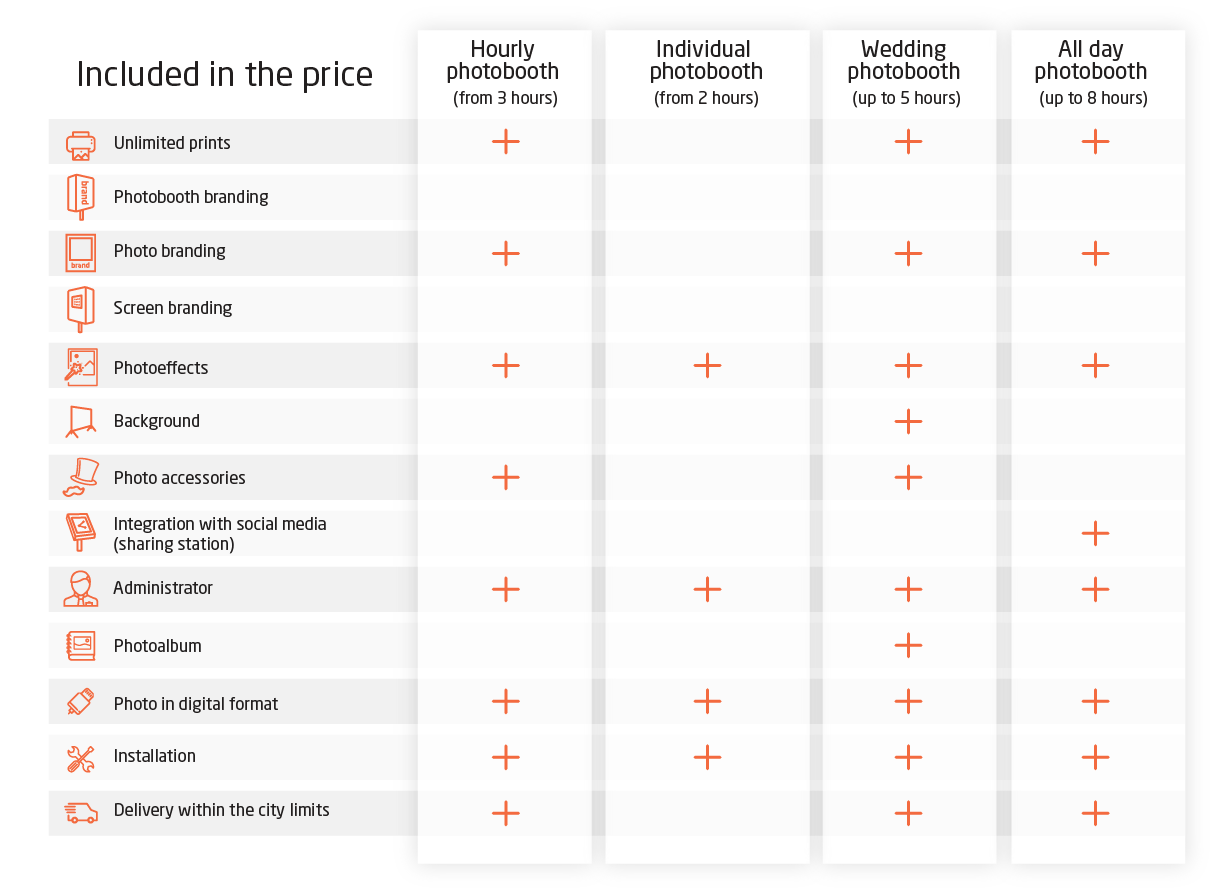 Included in the price
Hourly
photobooth
(from 3 hours)
Individual
photobooth
(from 2 hours)
Wedding
photobooth
(up to 5 hours)
All day
photobooth
(up to 8 hours)
Unlimited prints
+ + +
brand
Photobooth branding
brand
Photo branding
+ + +
Screen branding
Photoeffects
+ + + +
Background
+
Photo accessories
+ +
Integration with social media
(sharing station)
+
Administrator
+ + + +
Photoalbum
+
Photo in digital format
+ + + +
Installation
+ + + +
Delivery within the city limits
+ + +